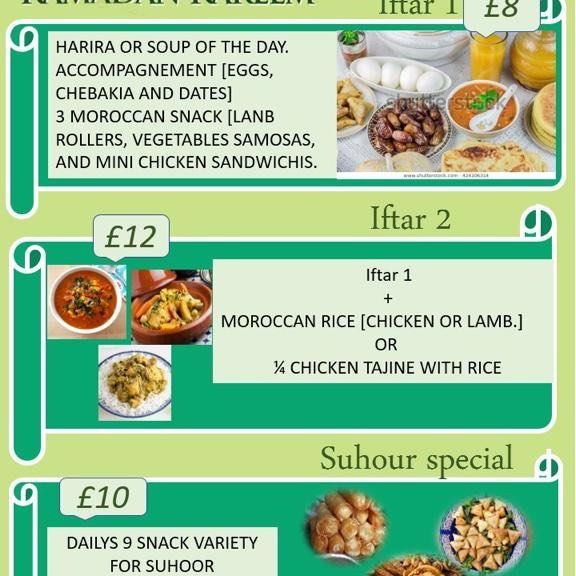 RAMADAN KAREEM
Iftar 1
£8
HARIRA OR SOUP OF THE DAY.
ACCOMPAGNEMENT [EGGS,
CHEBAKIA AND DATES]
3 MOROCCAN SNACK [LANB
ROLLERS, VEGETABLES SAMOSAS,
AND MINI CHICKEN SANDWICHIS.
shutterstock
www.shutterstock.com · 424106314
Iftar 2
£12
Iftar 1
+
MOROCCAN RICE [CHICKEN OR LAMB.]
OR
¼ CHICKEN TAJINE WITH RICE
Suhour special
£10
DAILYS 9 SNACK VARIETY
FOR SUHOOR